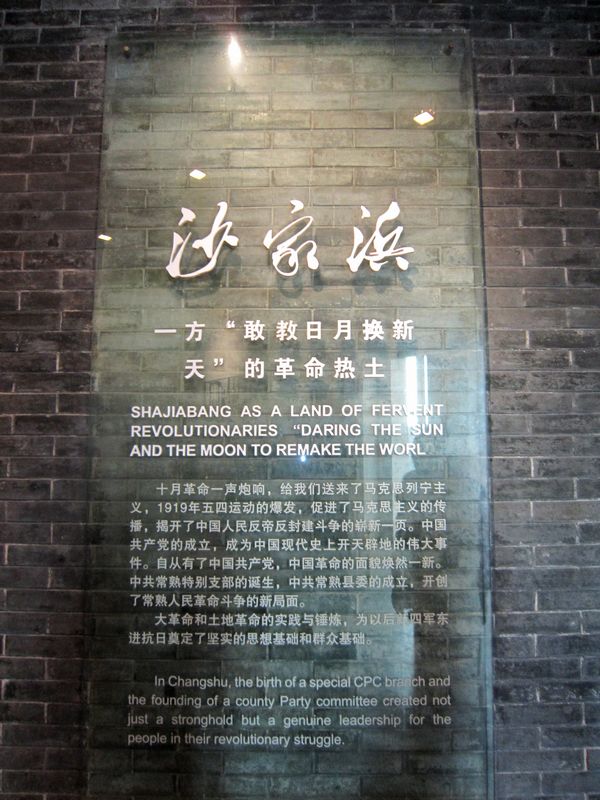 沙家浜
一方“敢教日月换新
天”的革命热土
SHAJIABANG AS A LAND OF FERVENT
REVOLUTIONARIES “DARING THE SUN
AND THE MOON TO REMAKE THE WORL
十月革命一声炮响，给我们送来了马克思列宁主
义，1919年五四运动的爆发，促进了马克思主义的传
播，揭开了中国人民反帝反封建斗争的崭新一页。中国
共产党的成立，成为中国现代史上开天辟地的伟大事
件。自从有了中国共产党，中国革命的面貌焕然一新。
中共常熟特别支部的诞生，中共常熟县委的成立，开创
了常熟人民革命斗争的新局面。
大革命和土地革命的实践与锤炼，为以后新四军东
进抗日奠定了坚实的思想基础和群众基础。
In Changshu, the birth of a special CPC branch and
the founding of a county Party committee created not
just a stronghold but a genuine leadership for the
people in their revolutionary struggle.